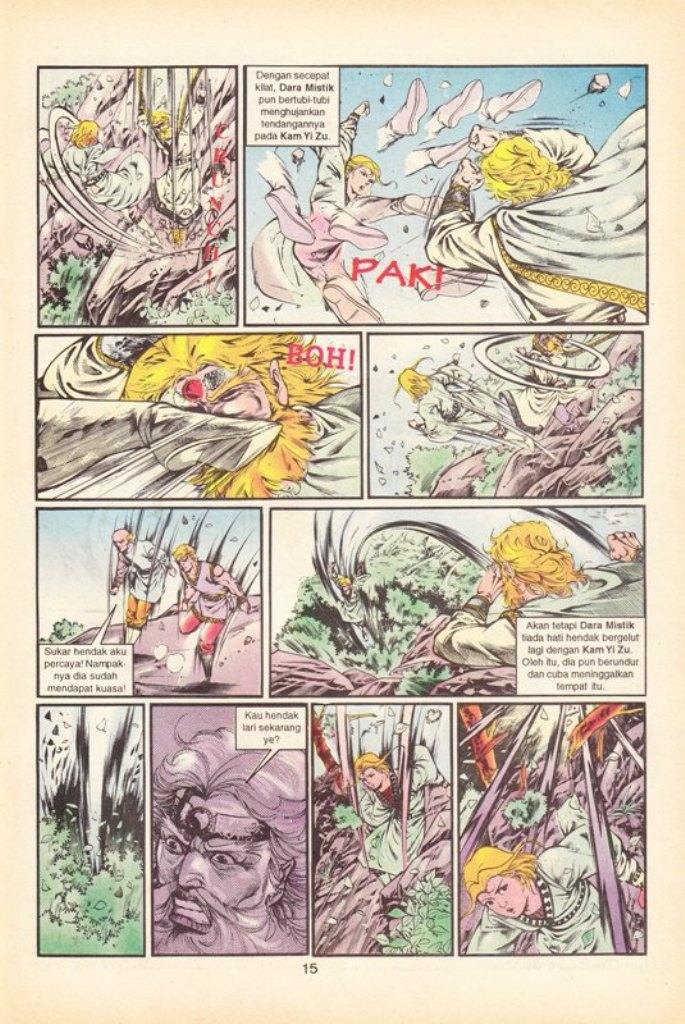 CRUNCH!
Dengan secepat
kilat, Dara Mistik
pun bertubi-tubi
menghujankan
tendangannya
pada Kam Yi Zu.
PAK!
BOH!
Sukar hendak aku
percaya! Nampak-
nya dia sudah
mendapat kuasa!
Akan tetapi Dara Mistik
tiada hati hendak bergelut
lagi dengan Kam Yi Zu.
Oleh itu, dia pun berundur
dan cuba meninggalkan
tempat itu.
Kau hendak
lari sekarang
ye?
15